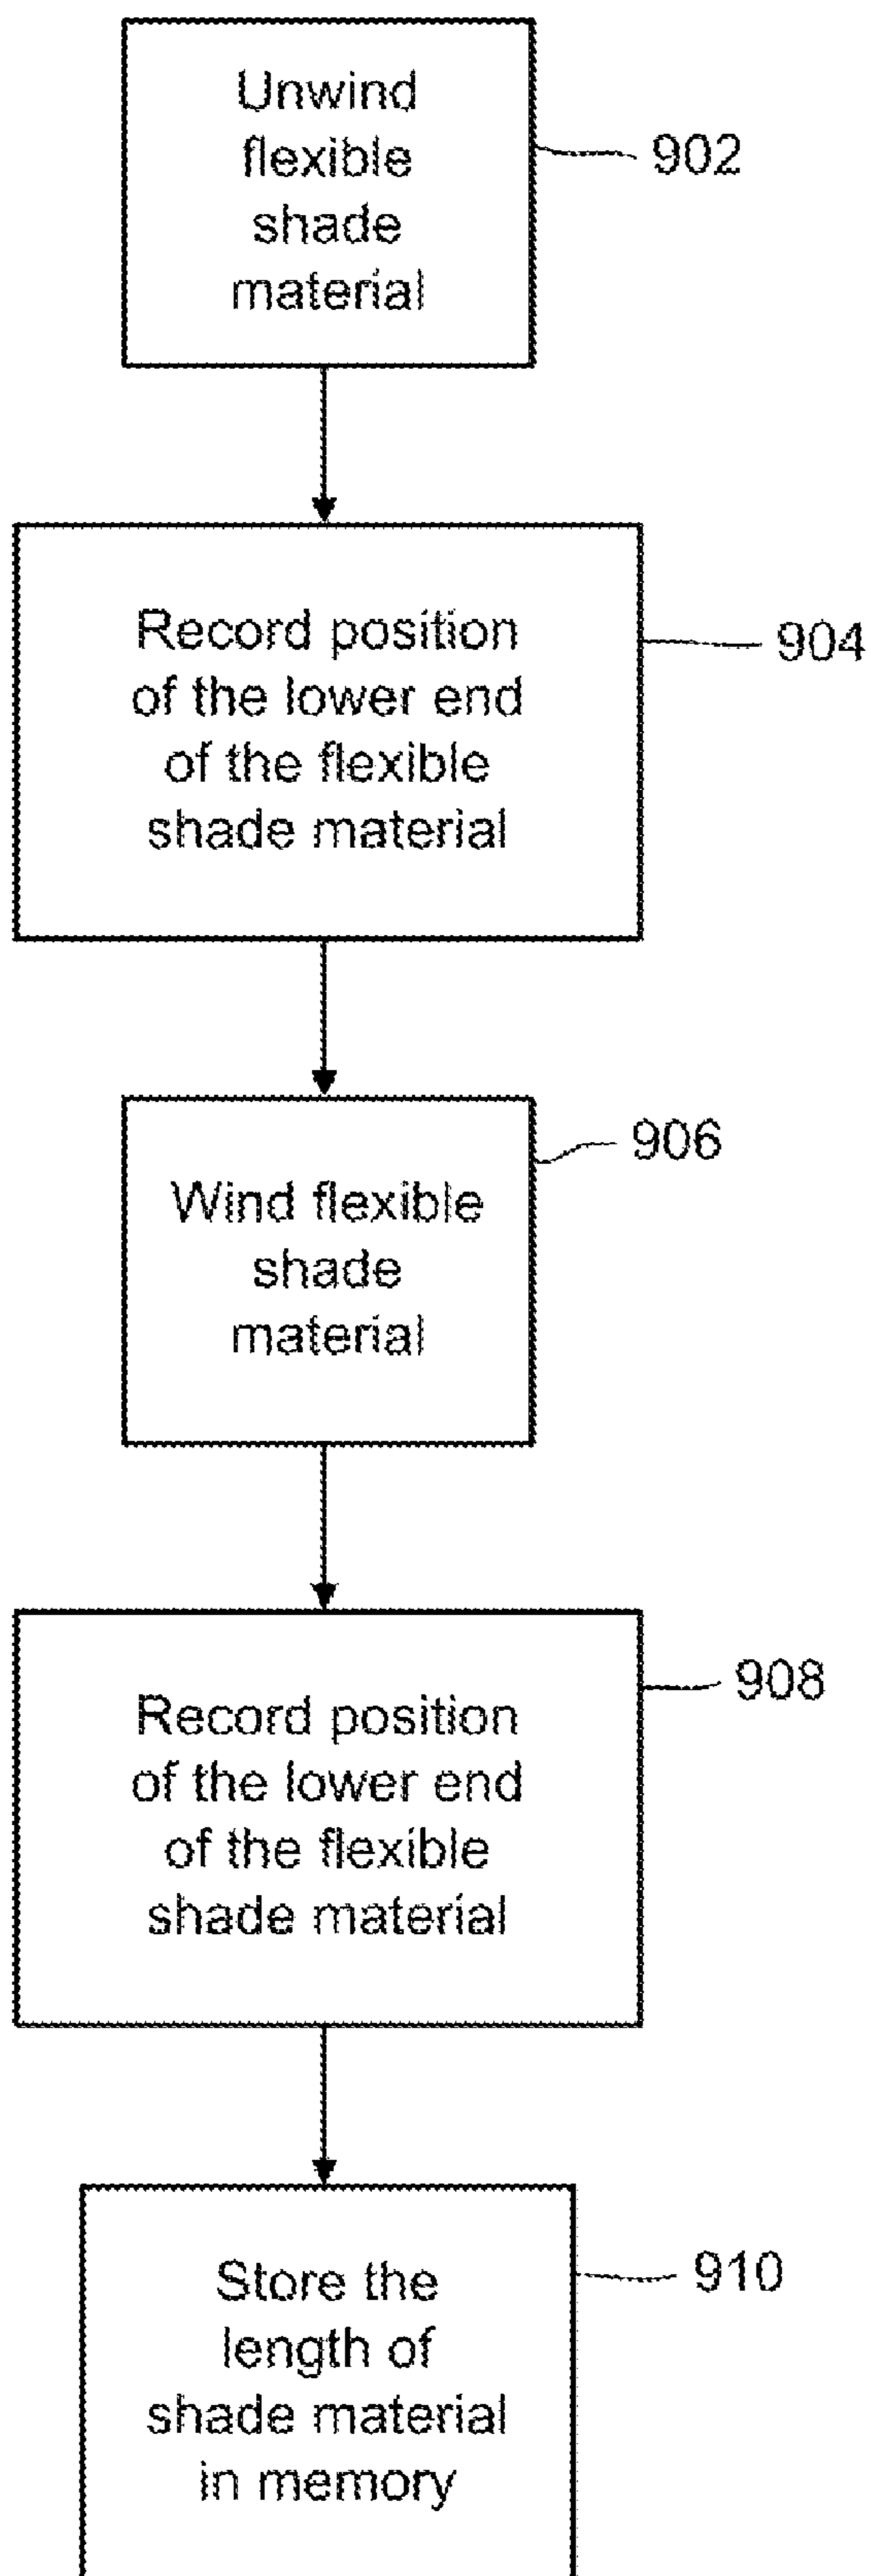 Unwind
flexible
shade
material
902
Record position
of the lower end
of the flexible
shade material
904
Wind flexible
shade
material
906
Record position
of the lower end
of the flexible
shade material
908
Store the
length of
shade material
in memory
910